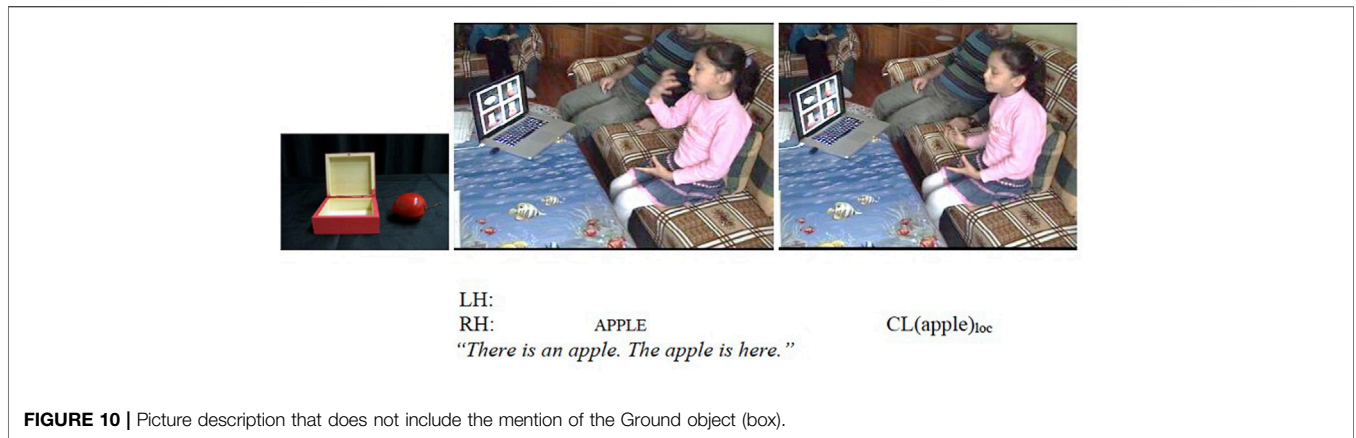 LH:
RH: APPLE CL(apple)loc
“There is an apple. The apple is here.”
FIGURE 10 | Picture description that does not include the mention of the Ground object (box).